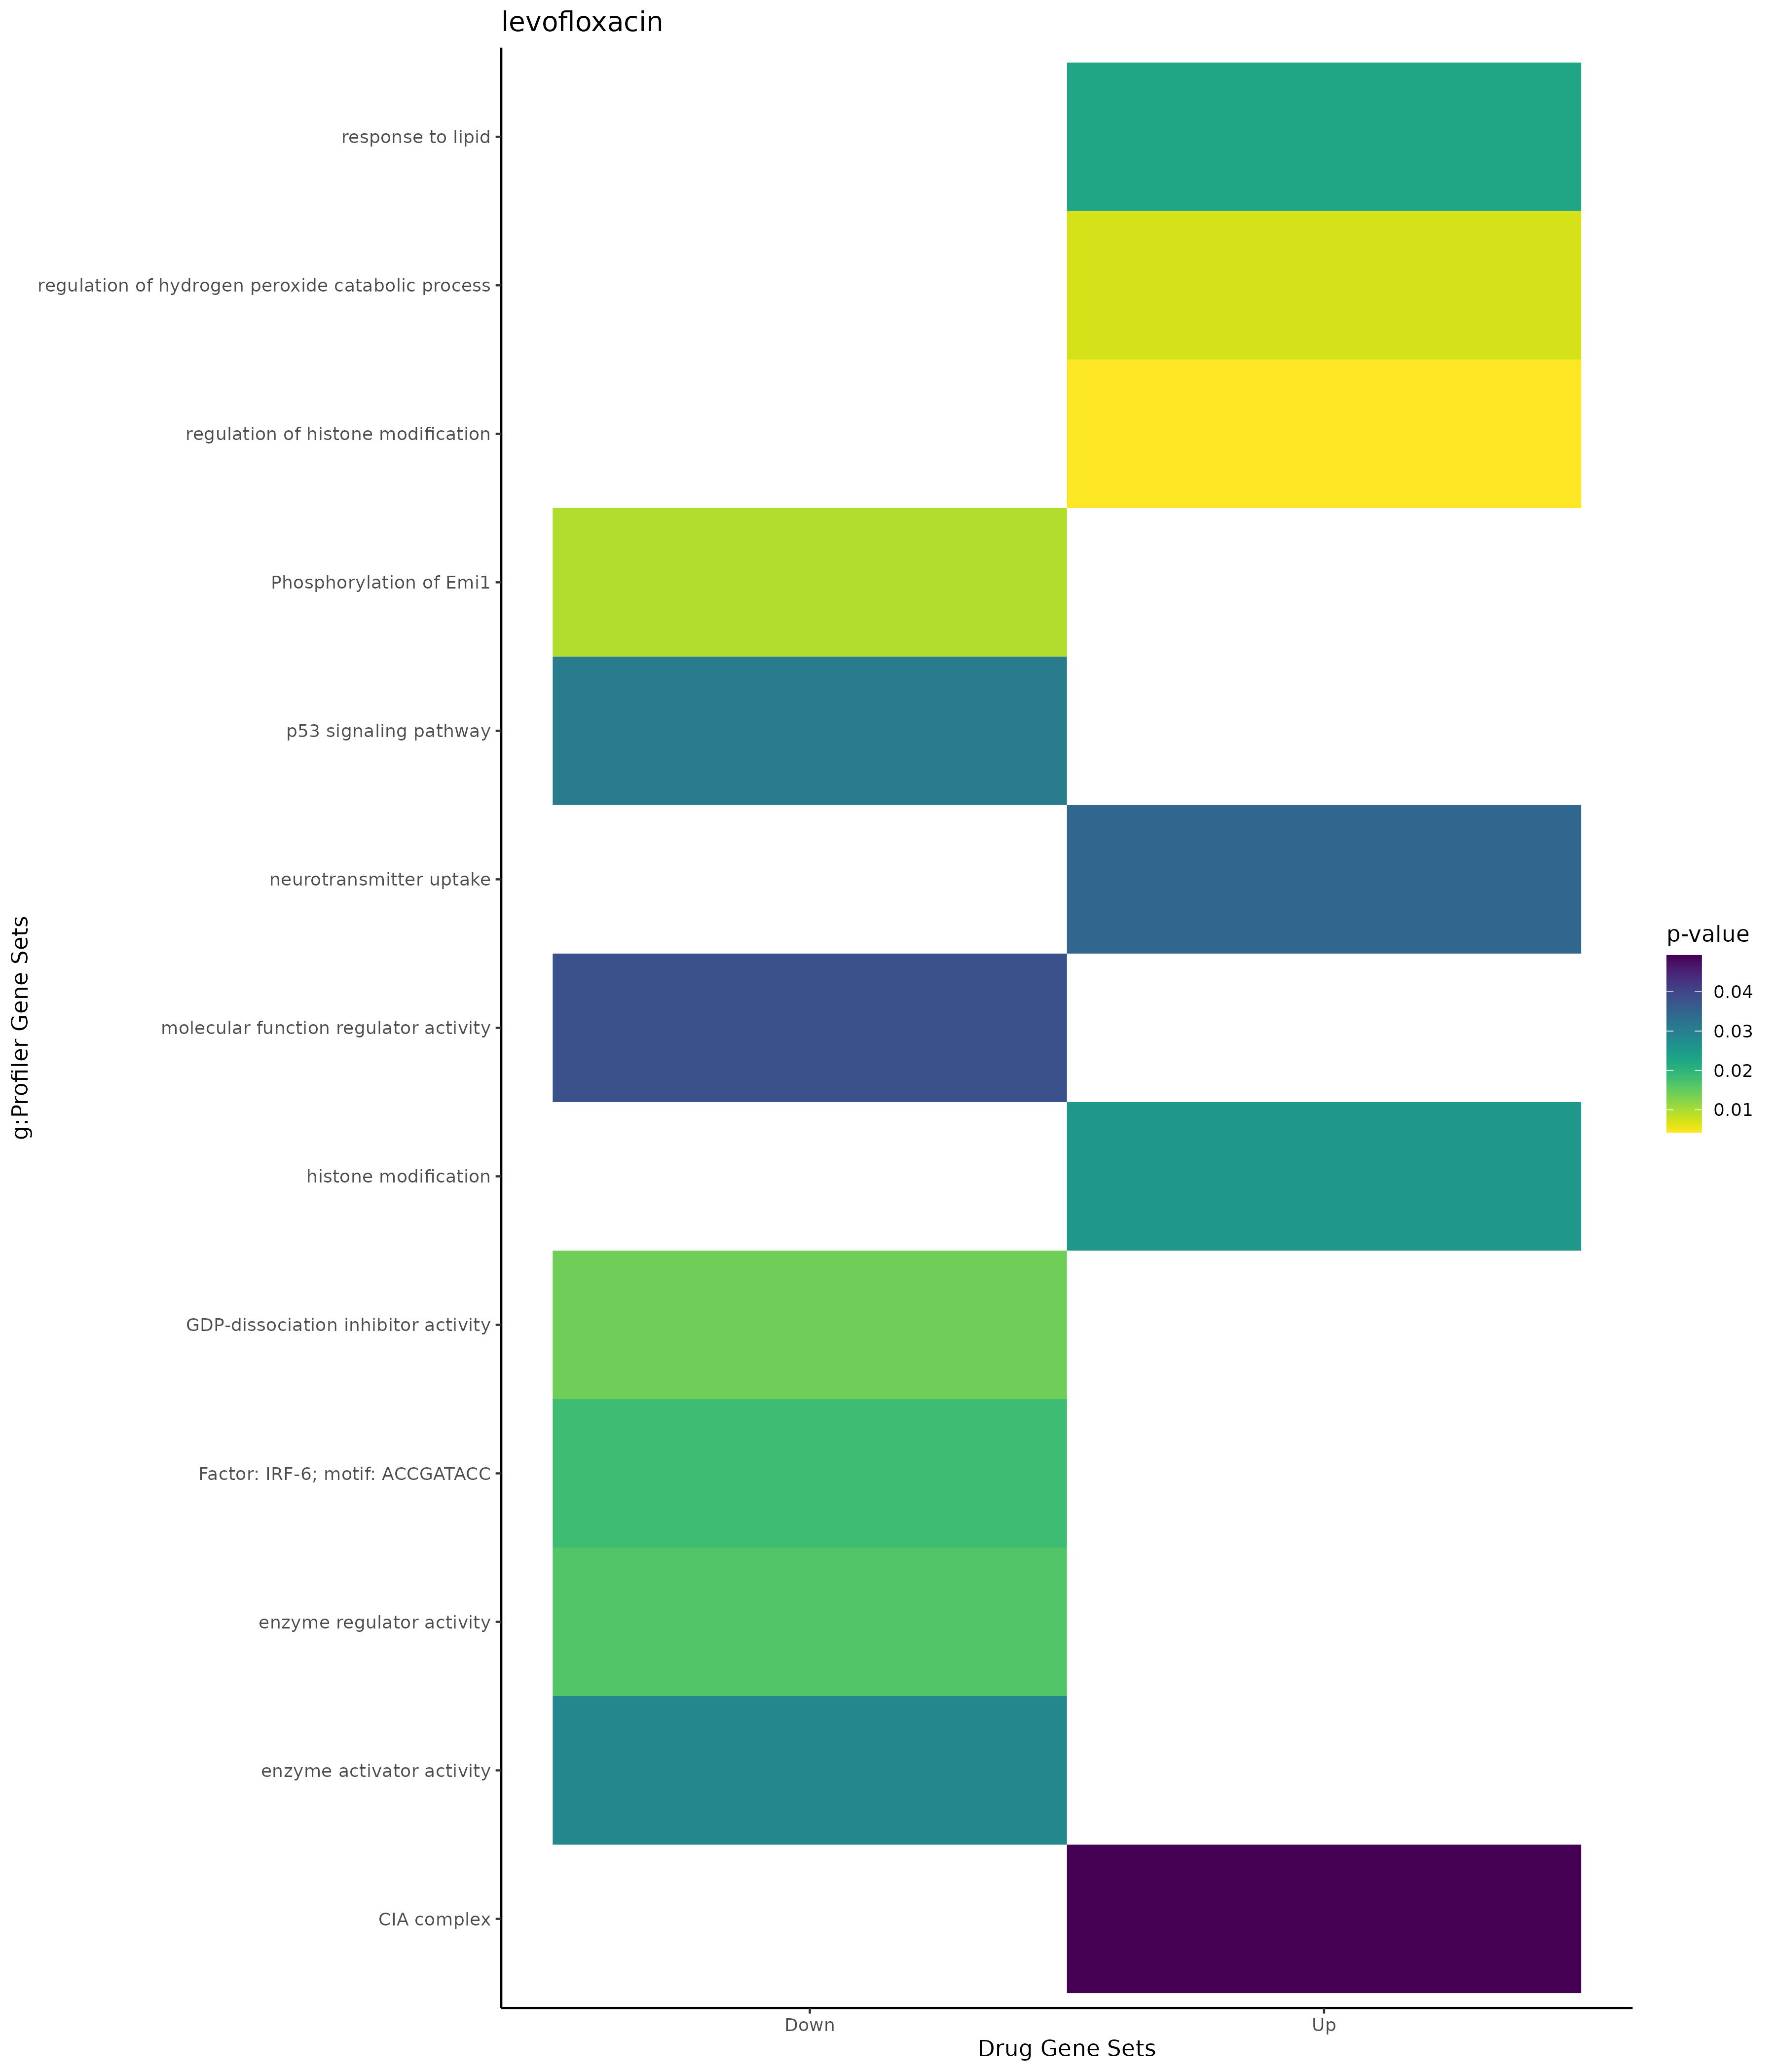 levofloxacin
response to lipid
regulation of hydrogen peroxide catabolic process
regulation of histone modification
Phosphorylation of Emi1
p53 signaling pathway
neurotransmitter uptake
molecular function regulator activity
histone modification
GDP-dissociation inhibitor activity
Factor: IRF-6; motif: ACCGATACC
enzyme regulator activity
enzyme activator activity
CIA complex
g:Profiler Gene Sets
Down
Up
Drug Gene Sets
p-value
0.04
0.03
0.02
0.01